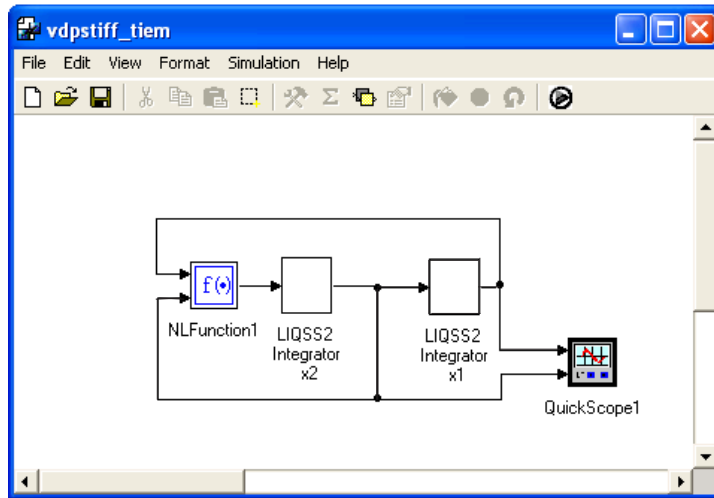 vdpstiff_tiem
File Edit View Format Simulation Help
Σ
f(•)
NLFunction1
LIQSS2
Integrator
x2
LIQSS2
Integrator
x1
QuickScope1